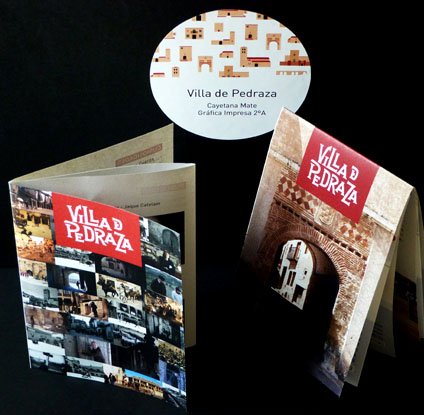 Villa de Pedraza
Cayetana Mate
Gráfica Impresa 2ºA
ViLLA D
PEDRAZA
ViLLA D
PEDRAZA